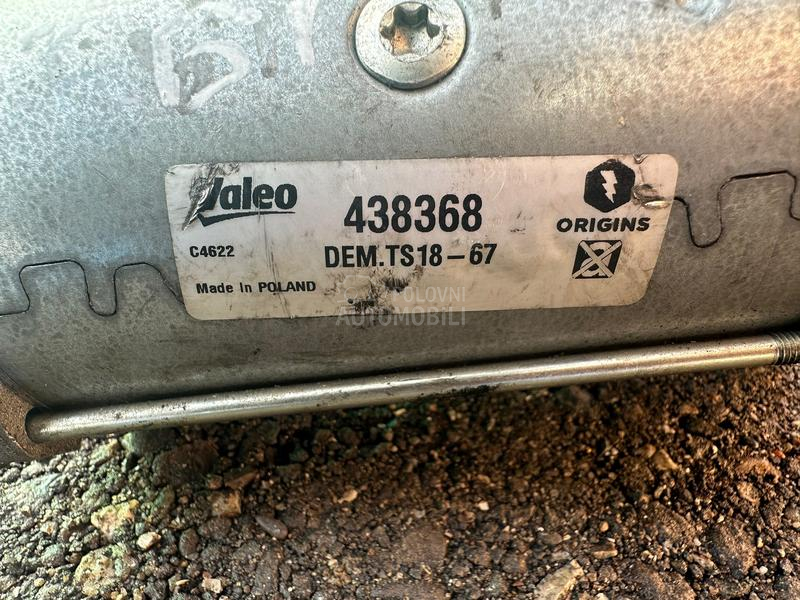 Valeo
438368
ORIGINS
C4622
DEM.TS18-67
Made In POLAND
POLOVNI
AUTOMOBILI